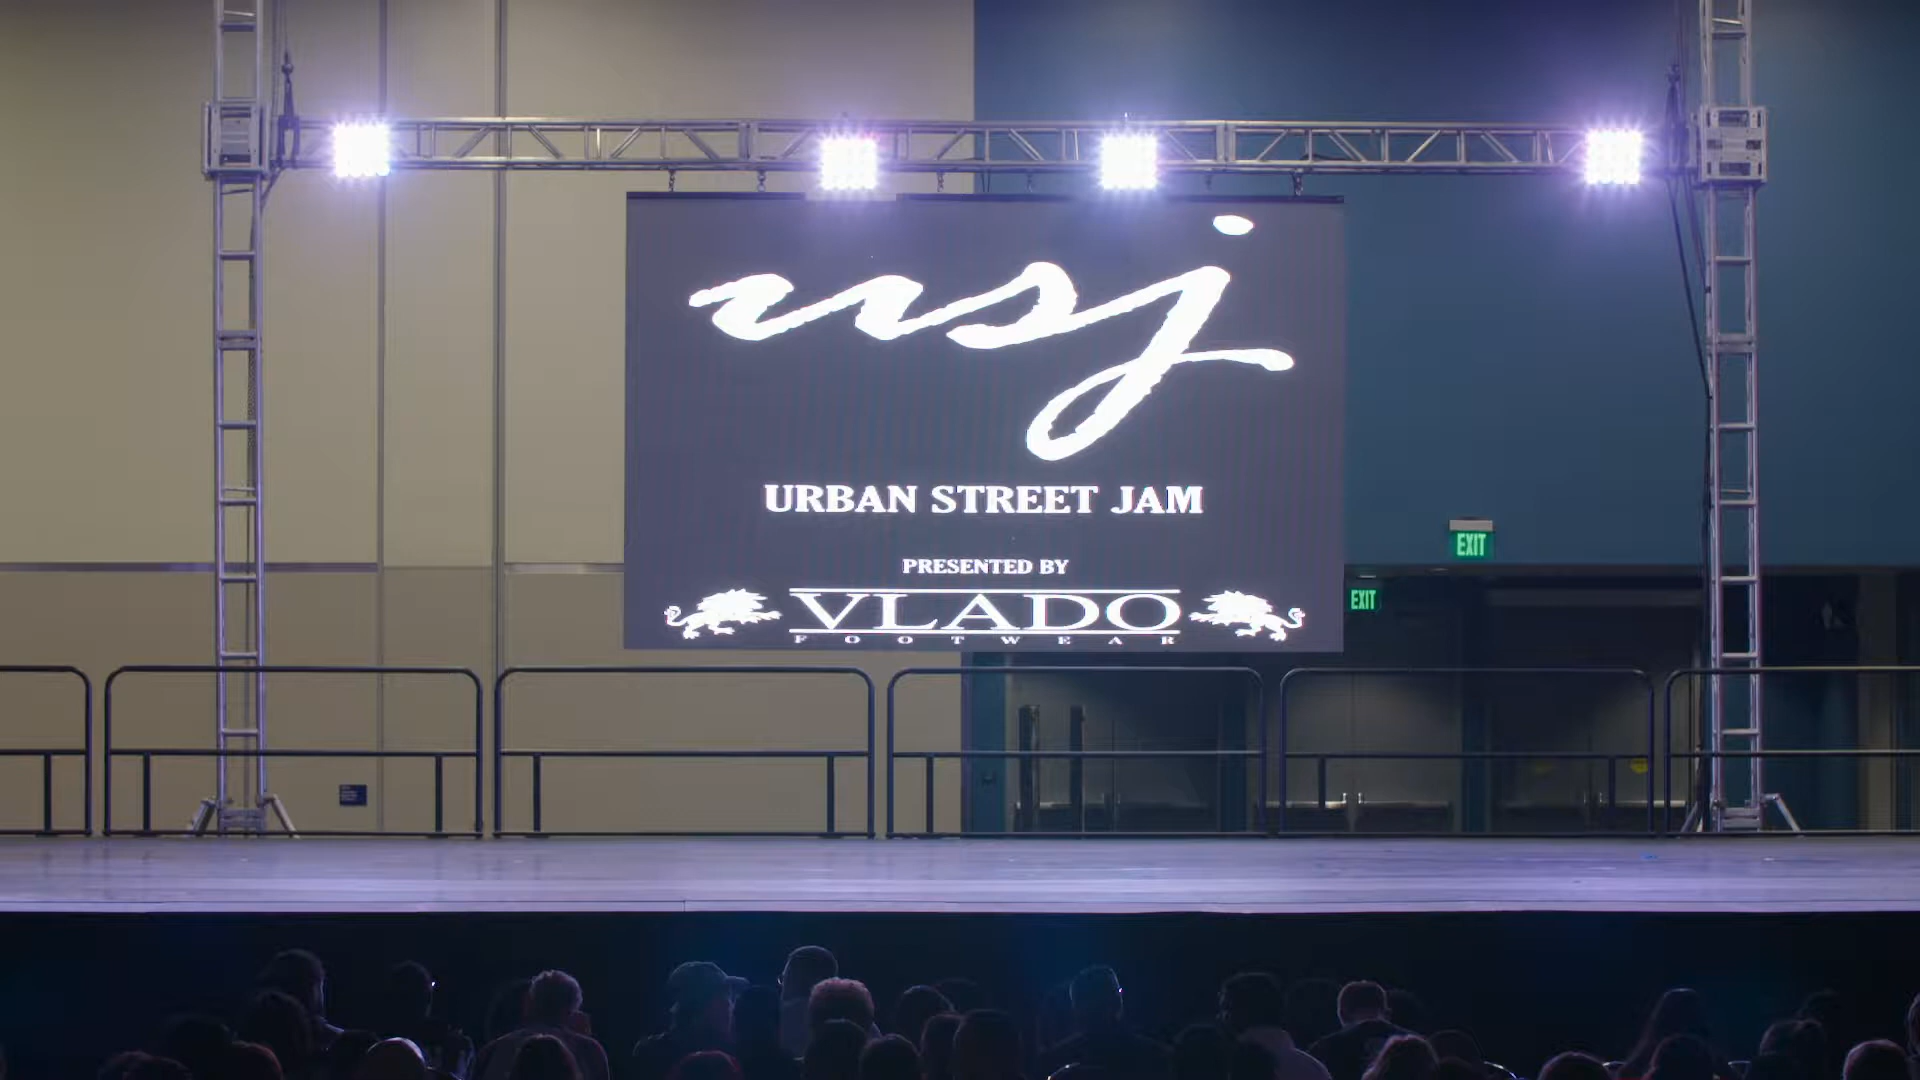 usj
URBAN STREET JAM
PRESENTED BY
VLADO
FOOTWEAR
EXIT
EXIT